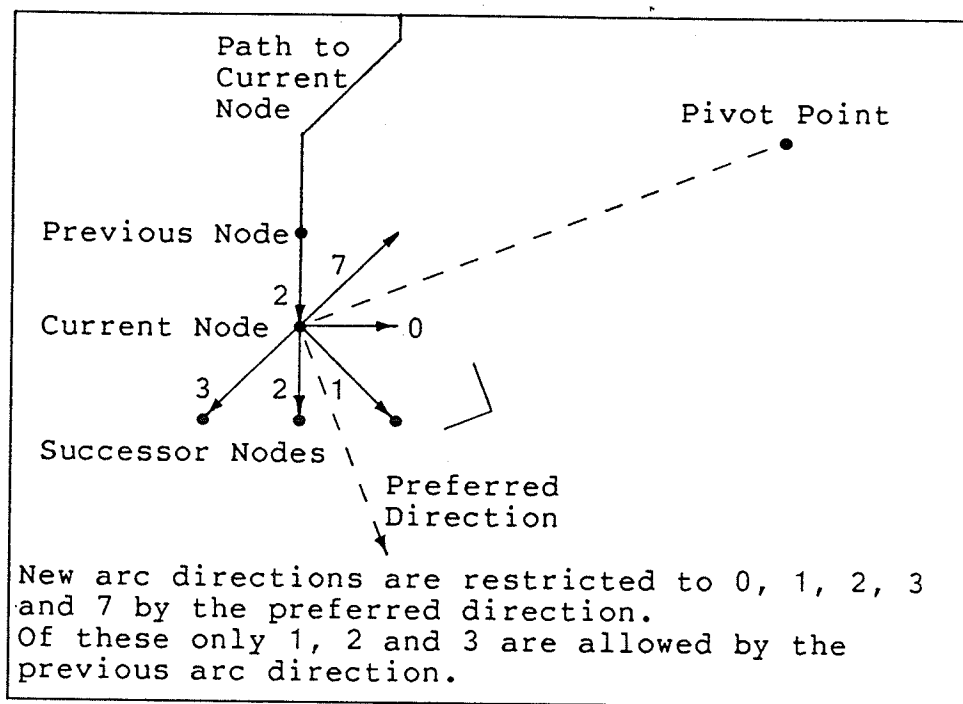 Path to
Current
Node
Pivot Point
Previous Node
7
2
Current Node
0
3
2
1
Successor Nodes
Preferred
Direction
New arc directions are restricted to 0, 1, 2, 3
and 7 by the preferred direction.
Of these only 1, 2 and 3 are allowed by the
previous arc direction.